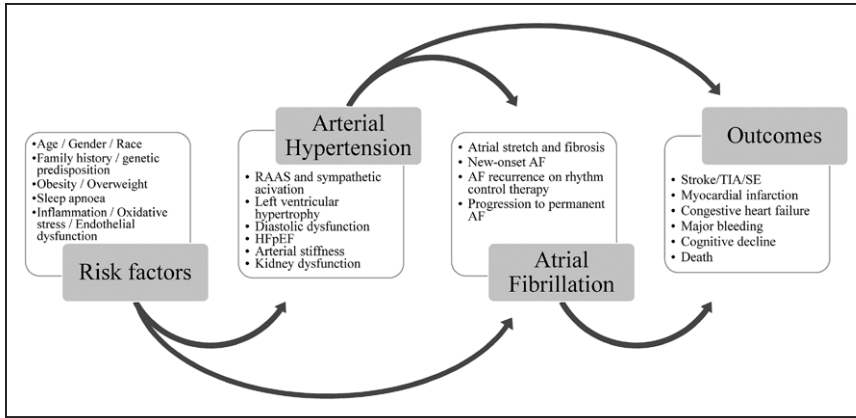 •Age / Gender / Race
•Family history / genetic
predisposition
•Obesity / Overweight
•Sleep apnoea
•Inflammation / Oxidative
stress / Endothelial
dysfunction
Risk factors
Arterial
Hypertension
• RAAS and sympathetic
acivation
• Left ventricular
hypertrophy
• Diastolic dysfunction
• HFpEF
• Arterial stiffness
• Kidney dysfunction
• Atrial stretch and fibrosis
• New-onset AF
• AF recurrence on rhythm
control therapy
• Progression to permanent
AF
Atrial
Fibrillation
Outcomes
• Stroke/TIA/SE
• Myocardial infarction
• Congestive heart failure
• Major bleeding
• Cognitive decline
• Death